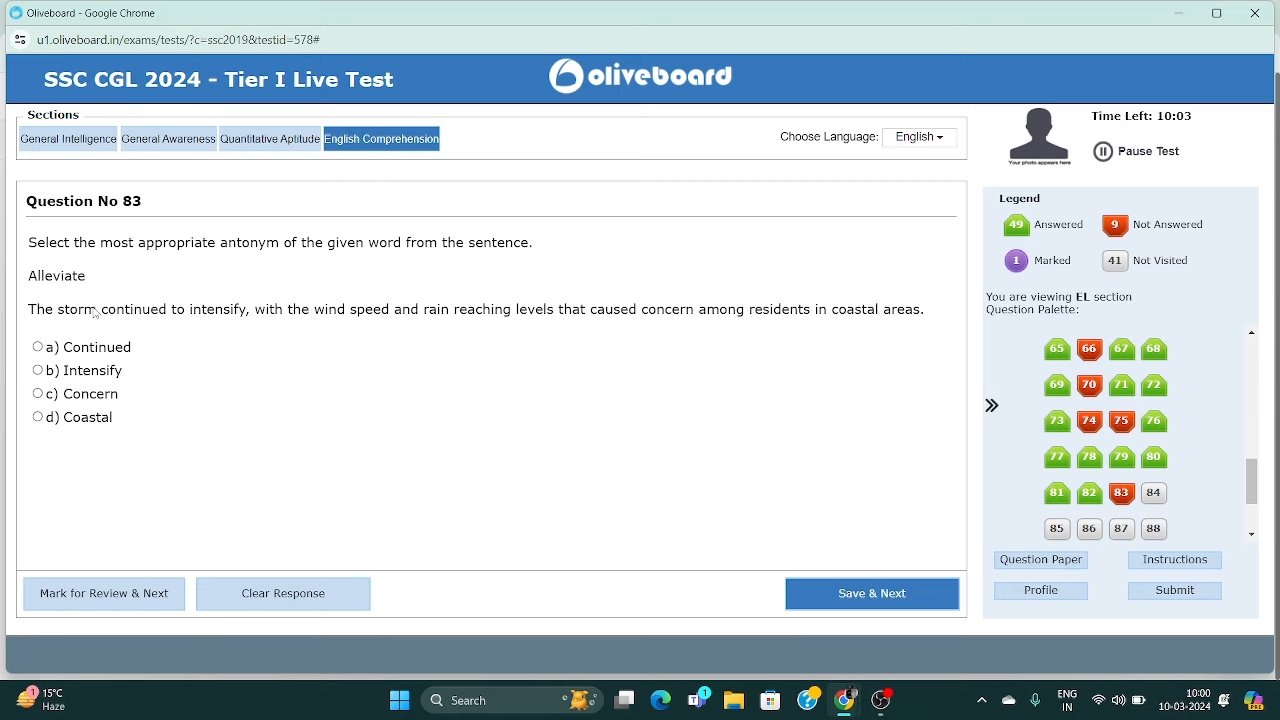 Oliveboard - Google Chrome
u1.oliveboard.in/exams/tests/?c=ssc2019&testid=578#
SSC CGL 2024 - Tier I Live Test
oliveboard
Sections
General Intelligence General Awareness Quantitative Aptitude English Comprehension
Choose Language: English
Your photo appears here
Time Left: 10:03
Pause Test
Question No 83
Select the most appropriate antonym of the given word from the sentence.
Alleviate
The storm continued to intensify, with the wind speed and rain reaching levels that caused concern among residents in coastal areas.
a) Continued
b) Intensify
c) Concern
d) Coastal
Mark for Review & Next Clear Response Save & Next
Legend
49 Answered 9 Not Answered
1 Marked 41 Not Visited
You are viewing EL section
Question Palette:
65 66 67 68
69 70 71 72
73 74 75 76
77 78 79 80
81 82 83 84
85 86 87 88
Question Paper Instructions
Profile Submit
15°C
Haze
1
Search
1
ENG
IN
10:00
10-03-2024